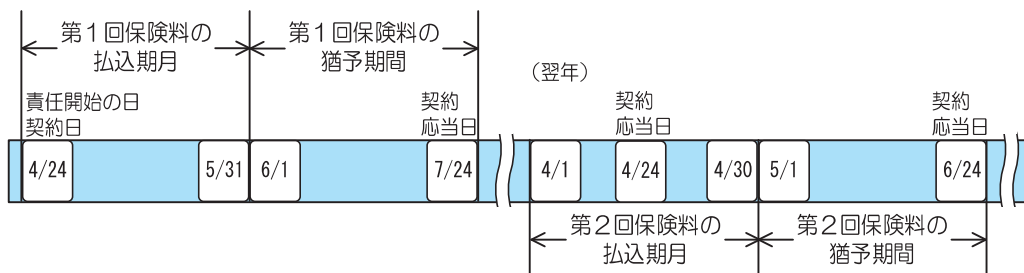 第1回保険料の
払込期月
第1回保険料の
猶予期間
(翌年)
責任開始の日
契約日
契約
応当日
契約
応当日
契約
応当日
4/24
5/31
6/1
7/24
4/1
4/24
4/30
5/1
6/24
第2回保険料の
払込期月
第2回保険料の
猶予期間